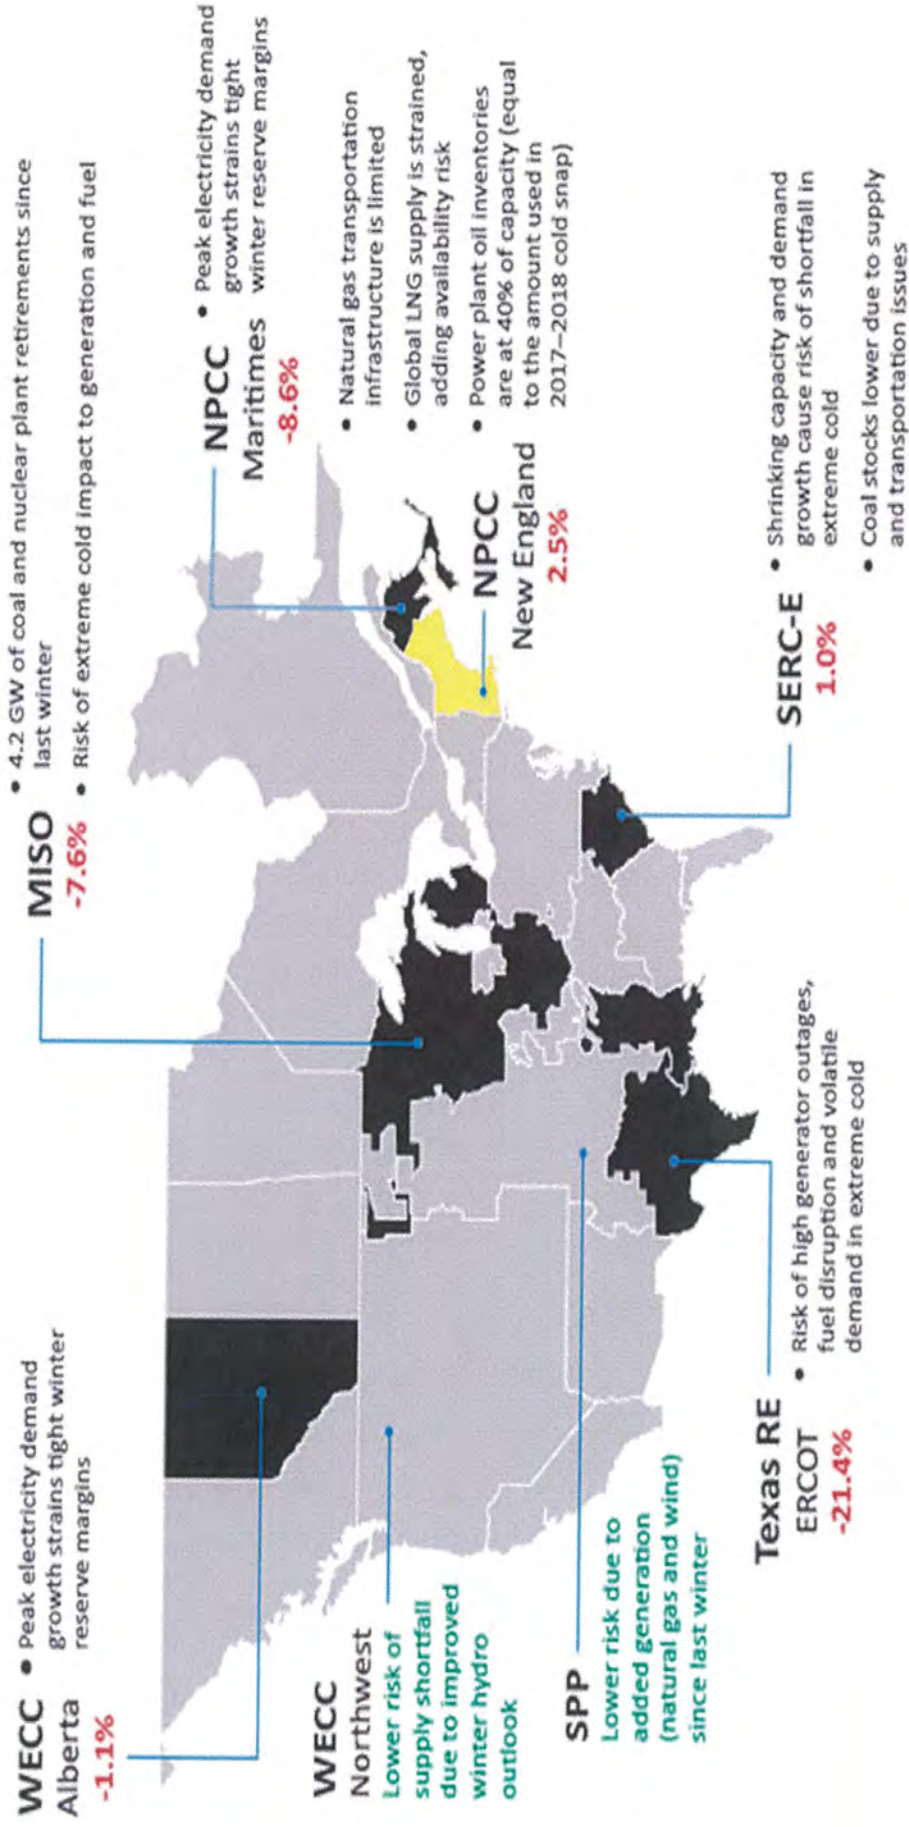 WECC
Alberta
-1.1%
• Peak electricity demand
growth strains tight winter
reserve margins
MISO
-7.6%
• 4.2 GW of coal and nuclear plant retirements since
last winter
• Risk of extreme cold impact to generation and fuel
NPCC
Maritimes
-8.6%
• Peak electricity demand
growth strains tight
winter reserve margins
• Natural gas transportation
infrastructure is limited
• Global LNG supply is strained,
adding availability risk
• Power plant oil inventories
are at 40% of capacity (equal
to the amount used in
2017–2018 cold snap)
NPCC
New England
2.5%
WECC
Northwest
Lower risk of
supply shortfall
due to improved
winter hydro
outlook
SPP
Lower risk due to
added generation
(natural gas and wind)
since last winter
Texas RE
ERCOT
-21.4%
• Risk of high generator outages,
fuel disruption and volatile
demand in extreme cold
SERC-E
1.0%
• Shrinking capacity and demand
growth cause risk of shortfall in
extreme cold
• Coal stocks lower due to supply
and transportation issues